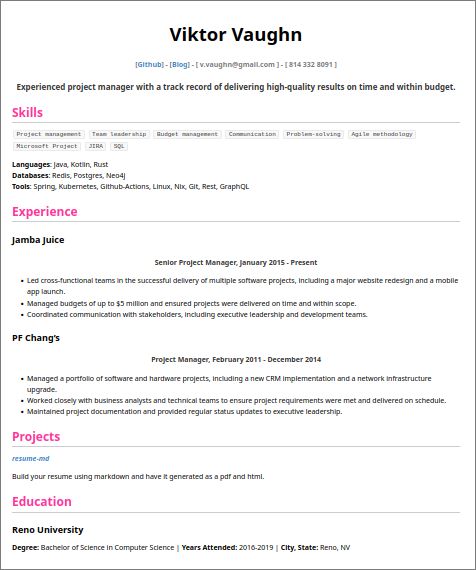 Viktor Vaughn
[Github] - [Blog] - [ v.vaughn@gmail.com ] - [ 814 332 8091 ]
Experienced project manager with a track record of delivering high-quality results on time and within budget.
Skills
Project management Team leadership Budget management Communication Problem-solving Agile methodology
Microsoft Project JIRA SQL
Languages: Java, Kotlin, Rust
Databases: Redis, Postgres, Neo4j
Tools: Spring, Kubernetes, Github-Actions, Linux, Nix, Git, Rest, GraphQL
Experience
Jamba Juice
Senior Project Manager, January 2015 - Present
• Led cross-functional teams in the successful delivery of multiple software projects, including a major website redesign and a mobile
app launch.
• Managed budgets of up to $5 million and ensured projects were delivered on time and within scope.
• Coordinated communication with stakeholders, including executive leadership and development teams.
PF Chang's
Project Manager, February 2011 - December 2014
• Managed a portfolio of software and hardware projects, including a new CRM implementation and a network infrastructure
upgrade.
• Worked closely with business analysts and technical teams to ensure project requirements were met and delivered on schedule.
• Maintained project documentation and provided regular status updates to executive leadership.
Projects
resume-md
Build your resume using markdown and have it generated as a pdf and html.
Education
Reno University
Degree: Bachelor of Science in Computer Science | Years Attended: 2016-2019 | City, State: Reno, NV